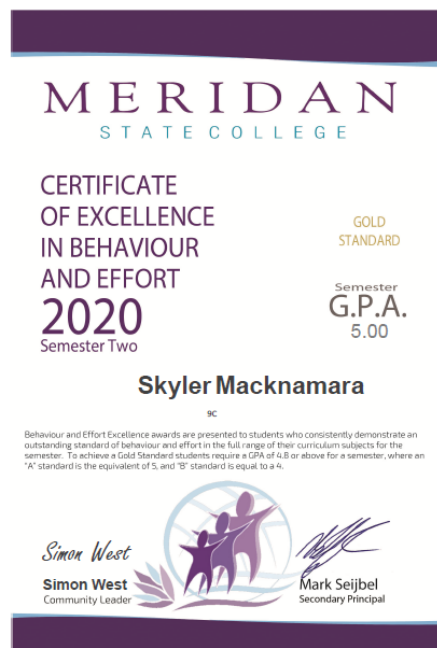 MERIDAN
STATE COLLEGE
CERTIFICATE
OF EXCELLENCE
IN BEHAVIOUR
AND EFFORT
2020
Semester Two
GOLD
STANDARD
Semester
G.P.A.
5.00
Skyler Macknamara
9C
Behaviour and Effort Excellence awards are presented to students who consistently demonstrate an
outstanding standard of behaviour and effort in the full range of their curriculum subjects for the
semester. To achieve a Gold Standard students require a GPA of 4.8 or above for a semester, where an
"A" standard is the equivalent of 5, and "B" standard is equal to a 4.
Simon West
Simon West
Community Leader
Mark Seijbel
Secondary Principal